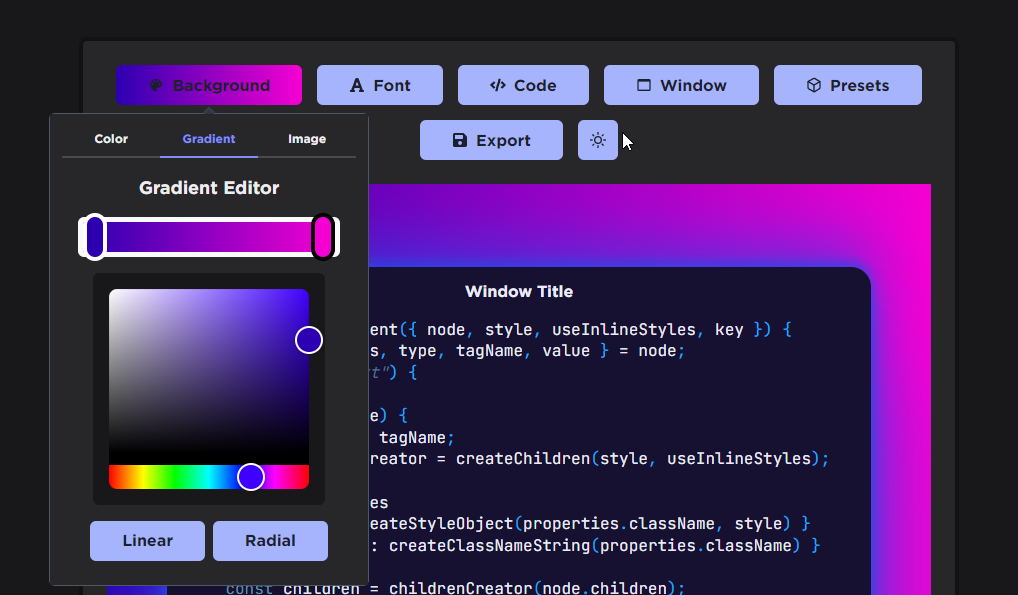 Background Font Code Window Presets
Export
Color Gradient Image
Gradient Editor
Linear Radial
Window Title
ent({ node, style, useInlineStyles, key }) {
s, type, tagName, value } = node;
t") {
e) {
tagName;
reator = createChildren(style, useInlineStyles);
es
eateStyleObject(properties.className, style) }
: createClassNameString(properties.className) }
const children = childrenCreator(node.children);